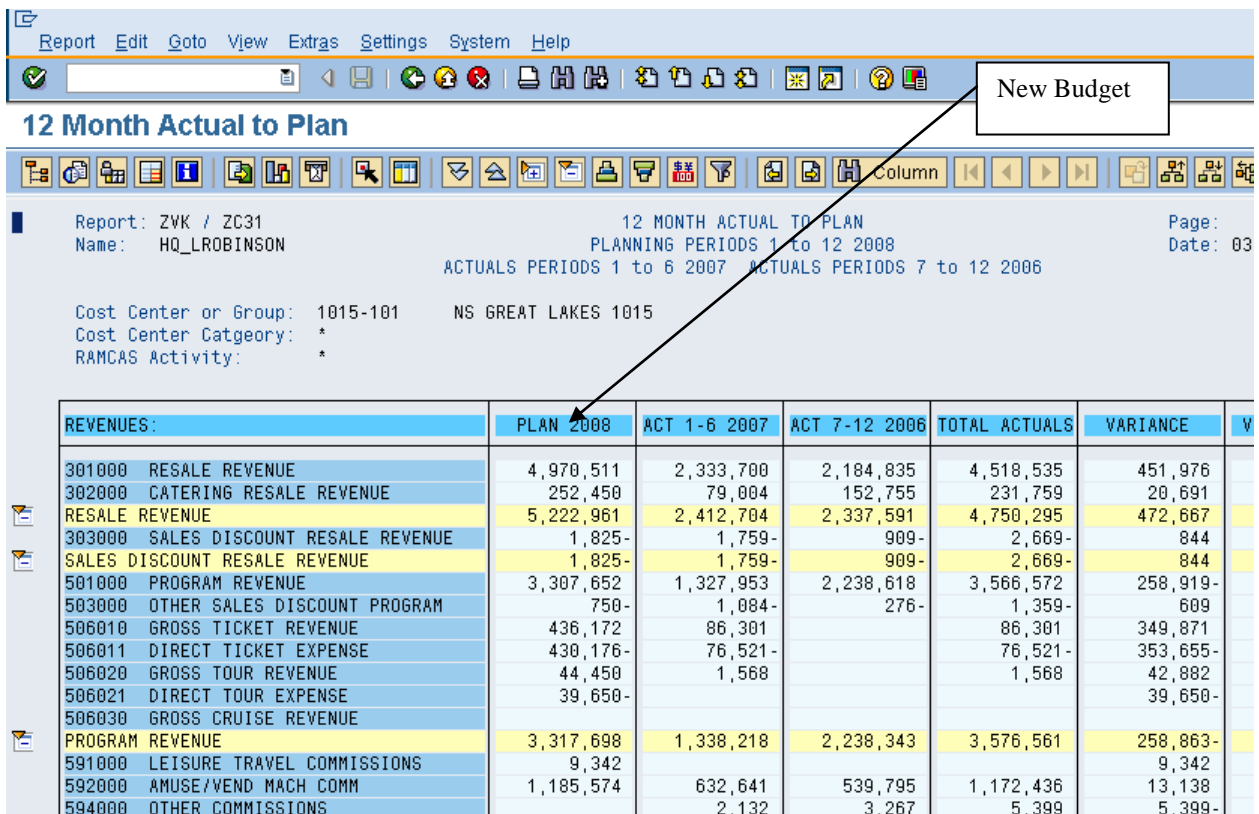 Report Edit Goto View Extras Settings System Help
New Budget
12 Month Actual to Plan
Column
Report: ZVK / ZC31 12 MONTH ACTUAL TO PLAN Page:
Name: HQ_LROBINSON PLANNING PERIODS 1 to 12 2008 Date: 03
ACTUALS PERIODS 1 to 6 2007 ACTUALS PERIODS 7 to 12 2006
Cost Center or Group: 1015-101 NS GREAT LAKES 1015
Cost Center Catgeory: *
RAMCAS Activity: *
REVENUES: PLAN 2008 ACT 1-6 2007 ACT 7-12 2006 TOTAL ACTUALS VARIANCE V
301000 RESALE REVENUE 4,970,511 2,333,700 2,184,835 4,518,535 451,976
302000 CATERING RESALE REVENUE 252,450 79,004 152,755 231,759 20,691
RESALE REVENUE 5,222,961 2,412,704 2,337,591 4,750,295 472,667
303000 SALES DISCOUNT RESALE REVENUE 1,825- 1,759- 909- 2,669- 844
SALES DISCOUNT RESALE REVENUE 1,825- 1,759- 909- 2,669- 844
501000 PROGRAM REVENUE 3,307,652 1,327,953 2,238,618 3,566,572 258,919-
503000 OTHER SALES DISCOUNT PROGRAM 750- 1,084- 276- 1,359- 609
506010 GROSS TICKET REVENUE 436,172 86,301 86,301 349,871
506011 DIRECT TICKET EXPENSE 430,176- 76,521- 76,521- 353,655-
506020 GROSS TOUR REVENUE 44,450 1,568 1,568 42,882
506021 DIRECT TOUR EXPENSE 39,650- 39,650-
506030 GROSS CRUISE REVENUE
PROGRAM REVENUE 3,317,698 1,338,218 2,238,343 3,576,561 258,863-
591000 LEISURE TRAVEL COMMISSIONS 9,342 9,342
592000 AMUSE/VEND MACH COMM 1,185,574 632,641 539,795 1,172,436 13,138
594000 OTHER COMMISSIONS 2,132 3,267 5,399 5,399-